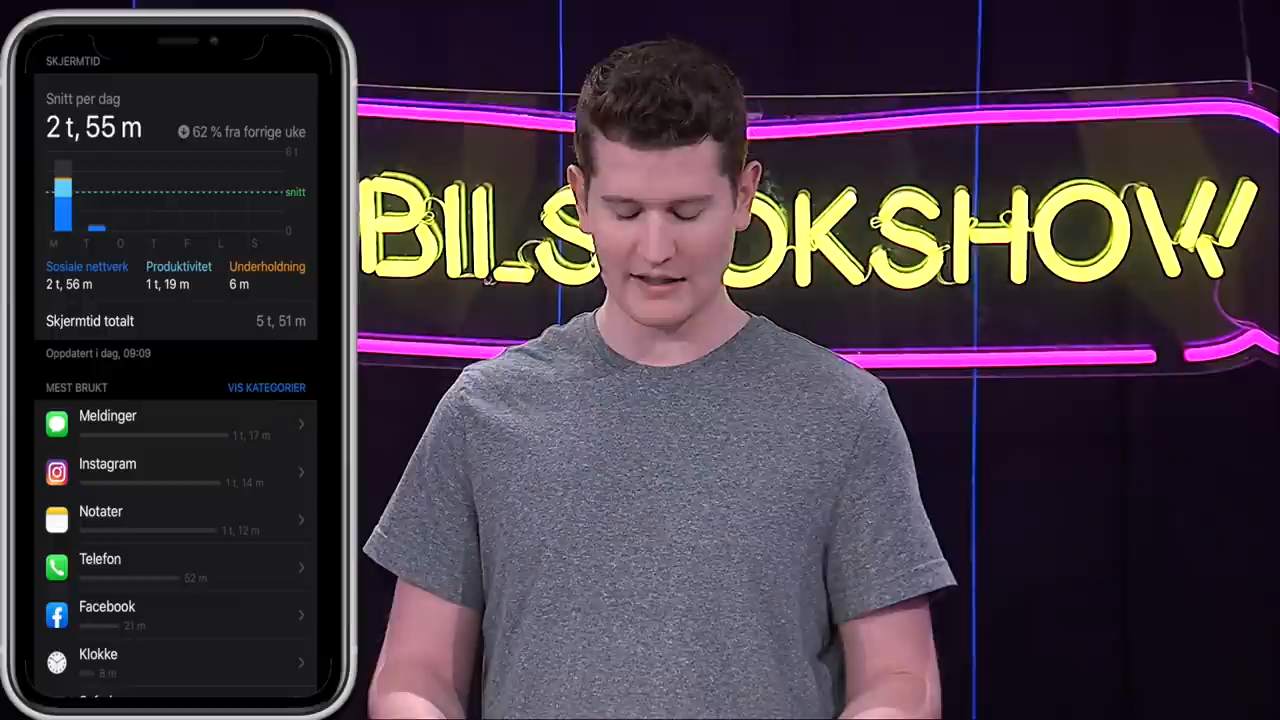 SKJERMTID
Snitt per dag
2 t, 55 m
62 % fra forrige uke
6 t
snitt
0
M T O T F L S
Sosiale nettverk Produktivitet Underholdning
2 t, 56 m 1 t, 19 m 6 m
Skjermtid totalt 5 t, 51 m
Oppdatert i dag, 09:09
MEST BRUKT VIS KATEGORIER
Meldinger
1 t, 17 m
Instagram
1 t, 14 m
Notater
1 t, 12 m
Telefon
52 m
Facebook
21 m
Klokke
8 m
BILS OKSHOW